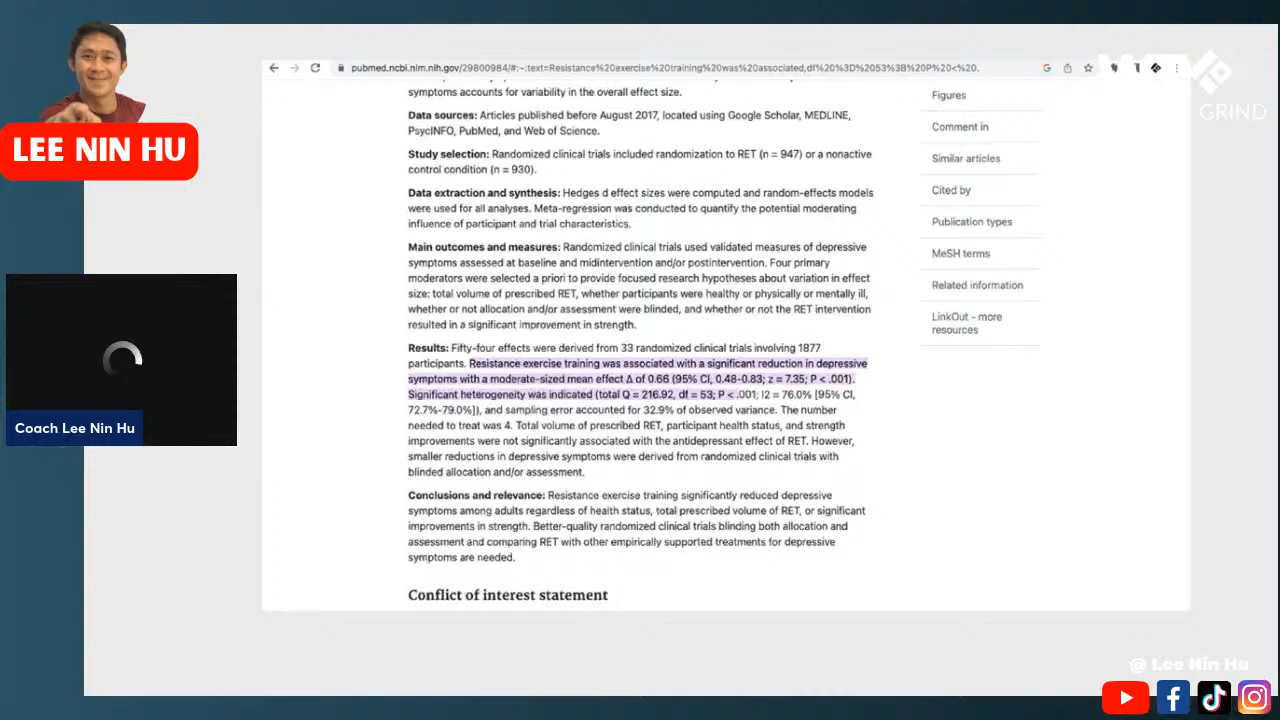 LEE NIN HU
Coach Lee Nin Hu
pubmed.ncbi.nlm.nih.gov/29800984/#:~:text=Resistance%20exercise%20training%20was%20associated,df%20%3D%2053%3B%20P%20<%20.
GRIND
symptoms accounts for variability in the overall effect size.
Data sources: Articles published before August 2017, located using Google Scholar, MEDLINE,
PsycINFO, PubMed, and Web of Science.
Study selection: Randomized clinical trials included randomization to RET (n = 947) or a nonactive
control condition (n = 930).
Data extraction and synthesis: Hedges d effect sizes were computed and random-effects models
were used for all analyses. Meta-regression was conducted to quantify the potential moderating
influence of participant and trial characteristics.
Main outcomes and measures: Randomized clinical trials used validated measures of depressive
symptoms assessed at baseline and midintervention and/or postintervention. Four primary
moderators were selected a priori to provide focused research hypotheses about variation in effect
size: total volume of prescribed RET, whether participants were healthy or physically or mentally ill,
whether or not allocation and/or assessment were blinded, and whether or not the RET intervention
resulted in a significant improvement in strength.
Results: Fifty-four effects were derived from 33 randomized clinical trials involving 1877
participants. Resistance exercise training was associated with a significant reduction in depressive
symptoms with a moderate-sized mean effect Δ of 0.66 (95% CI, 0.48-0.83; z = 7.35; P < .001).
Significant heterogeneity was indicated (total Q = 216.92, df = 53; P < .001; I2 = 76.0% [95% CI,
72.7%-79.0%]), and sampling error accounted for 32.9% of observed variance. The number
needed to treat was 4. Total volume of prescribed RET, participant health status, and strength
improvements were not significantly associated with the antidepressant effect of RET. However,
smaller reductions in depressive symptoms were derived from randomized clinical trials with
blinded allocation and/or assessment.
Conclusions and relevance: Resistance exercise training significantly reduced depressive
symptoms among adults regardless of health status, total prescribed volume of RET, or significant
improvements in strength. Better-quality randomized clinical trials blinding both allocation and
assessment and comparing RET with other empirically supported treatments for depressive
symptoms are needed.
Conflict of interest statement
Figures
Comment in
Similar articles
Cited by
Publication types
MeSH terms
Related information
LinkOut - more
resources
@ Lee Nin Hu